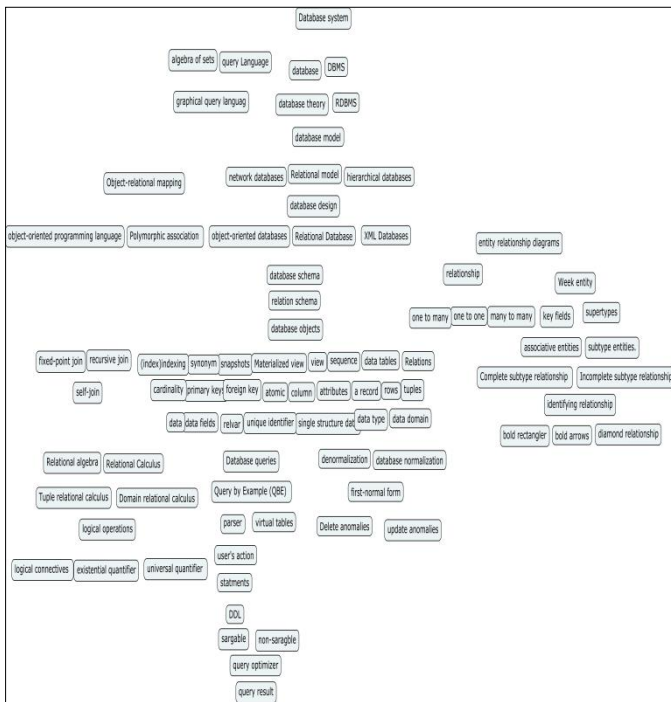 Database system
algebra of sets
query Language
database
DBMS
graphical query languag
database theory
RDBMS
database model
Object-relational mapping
network databases
Relational model
hierarchical databases
database design
object-oriented programming language
Polymorphic association
object-oriented databases
Relational Database
XML Databases
entity relationship diagrams
database schema
relationship
Week entity
relation schema
one to many
one to one
many to many
key fields
supertypes
database objects
associative entities
subtype entities.
fixed-point join
recursive join
(index)indexing
synonym
snapshots
Materialized view
view
sequence
data tables
Relations
Complete subtype relationship
Incomplete subtype relationship
self-join
cardinality
primary keys
foreign key
atomic
column
attributes
a record
rows
tuples
identifying relationship
data
data fields
relvar
unique identifier
single structure dat
data type
data domain
bold rectangler
bold arrows
diamond relationship
Relational algebra
Relational Calculus
Database queries
denormalization
database normalization
Tuple relational calculus
Domain relational calculus
Query by Example (QBE)
first-normal form
logical operations
parser
virtual tables
Delete anomalies
update anomalies
user's action
logical connectives
existential quantifier
universal quantifier
statments
DDL
sargable
non-saragble
query optimizer
query result